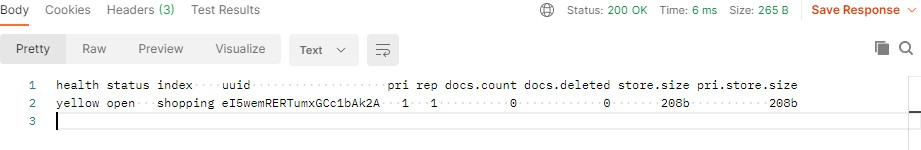 Body Cookies Headers (3) Test Results Status: 200 OK Time: 6 ms Size: 265 B Save Response
Pretty Raw Preview Visualize Text
1 health status index uuid pri rep docs.count docs.deleted store.size pri.store.size
2 yellow open shopping eI5wemRERTumxGCc1bAk2A 1 1 0 0 208b 208b
3